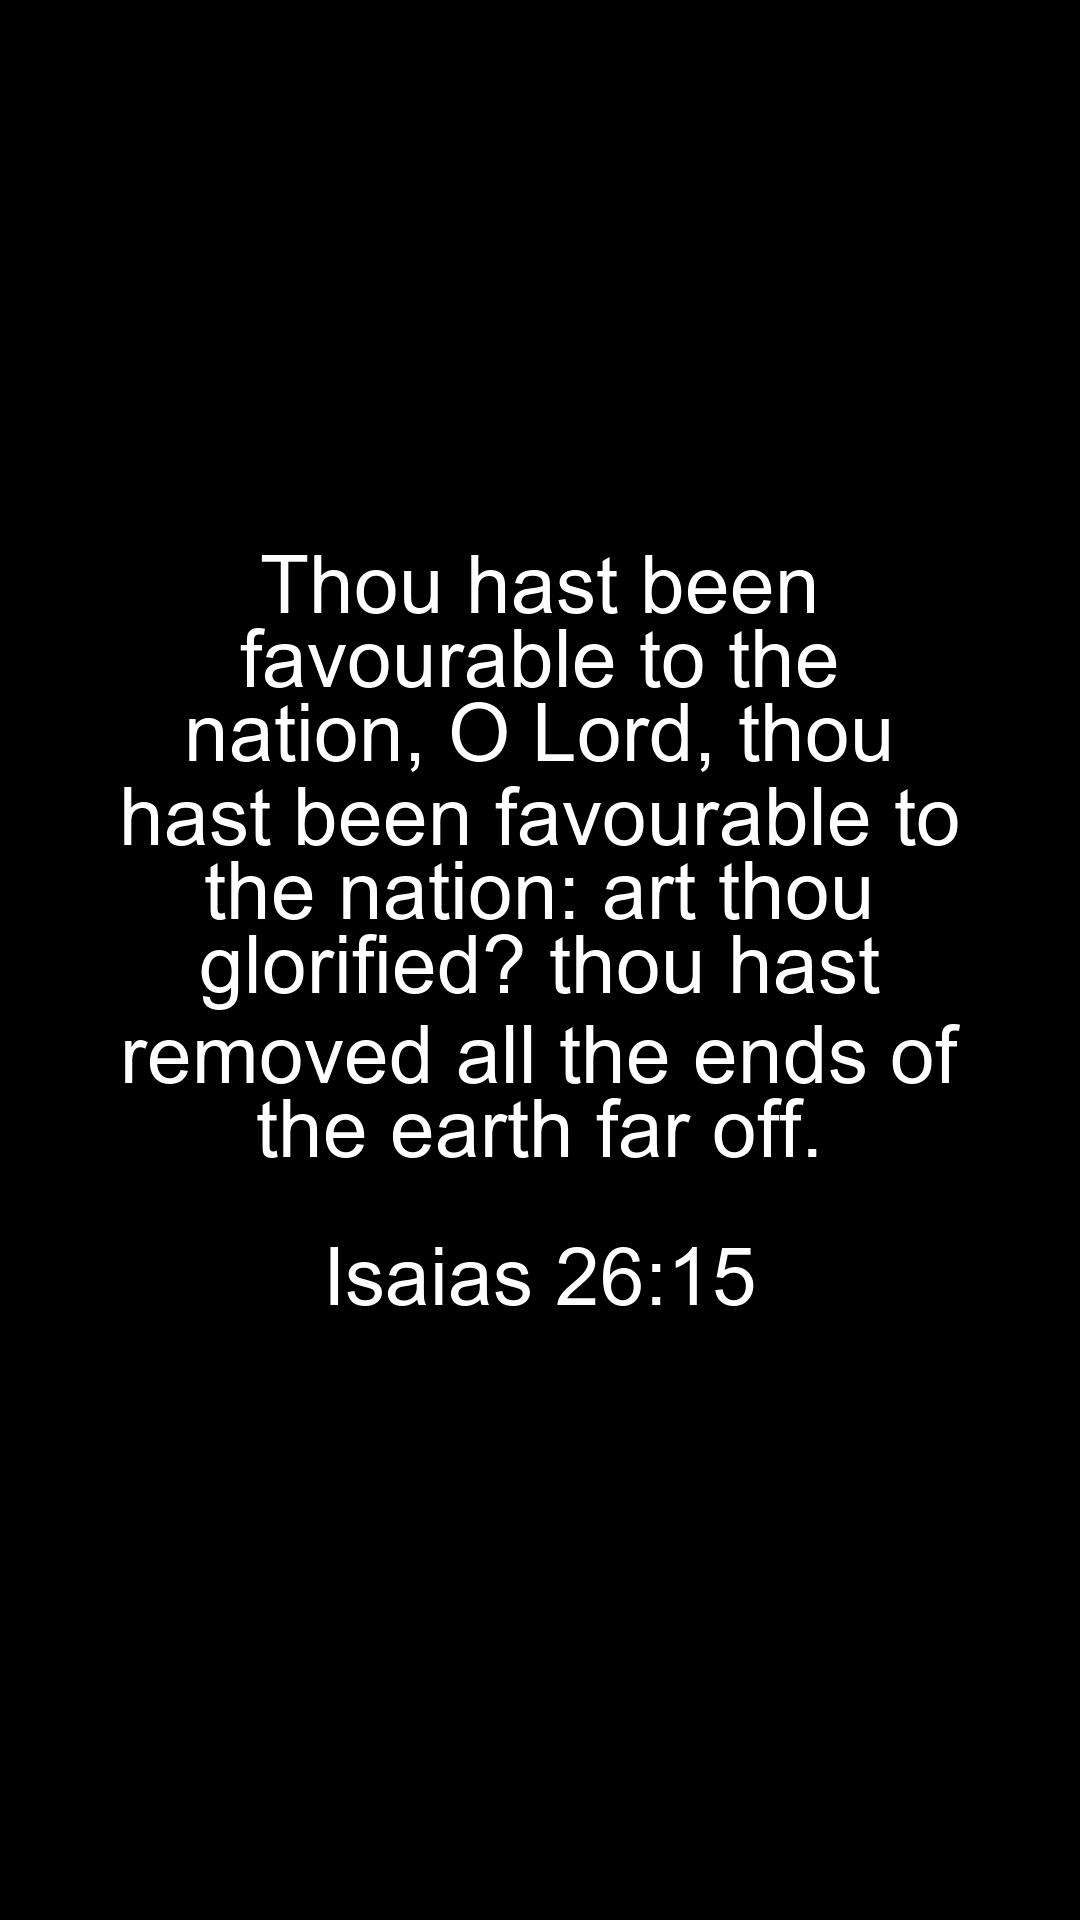 Thou hast been
favourable to the
nation, O Lord, thou
hast been favourable to
the nation: art thou
glorified? thou hast
removed all the ends of
the earth far off.
Isaias 26:15